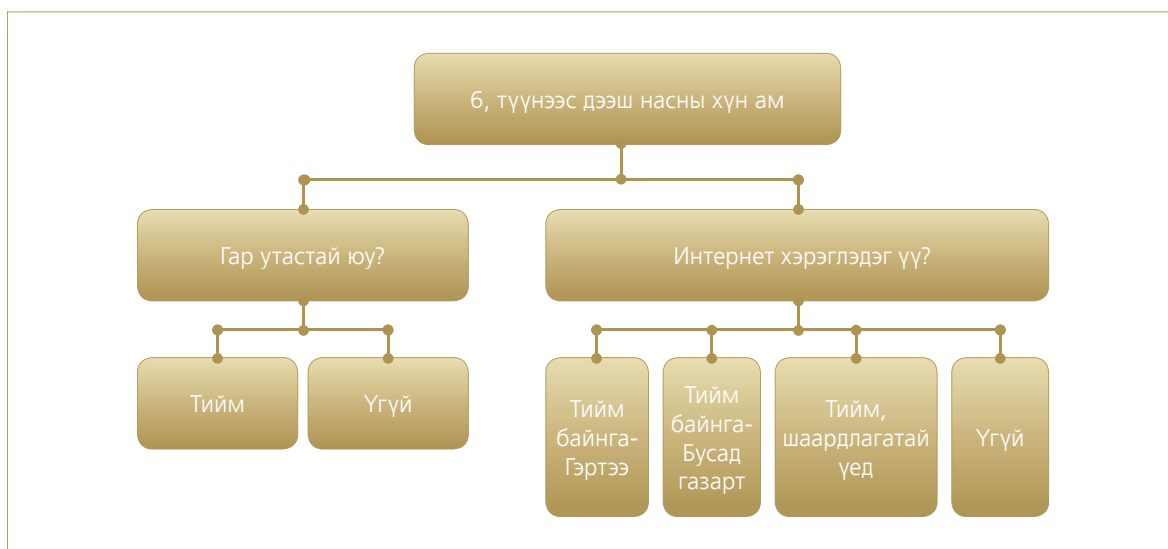 6, түүнээс дээш насны хүн ам
Гар утастай юу?
Интернет хэрэглэдэг үү?
Тийм
Үгүй
Тийм
байнга-
Гэртээ
Тийм
байнга-
Бусад
газарт
Тийм,
шаардлагатай
үед
Үгүй